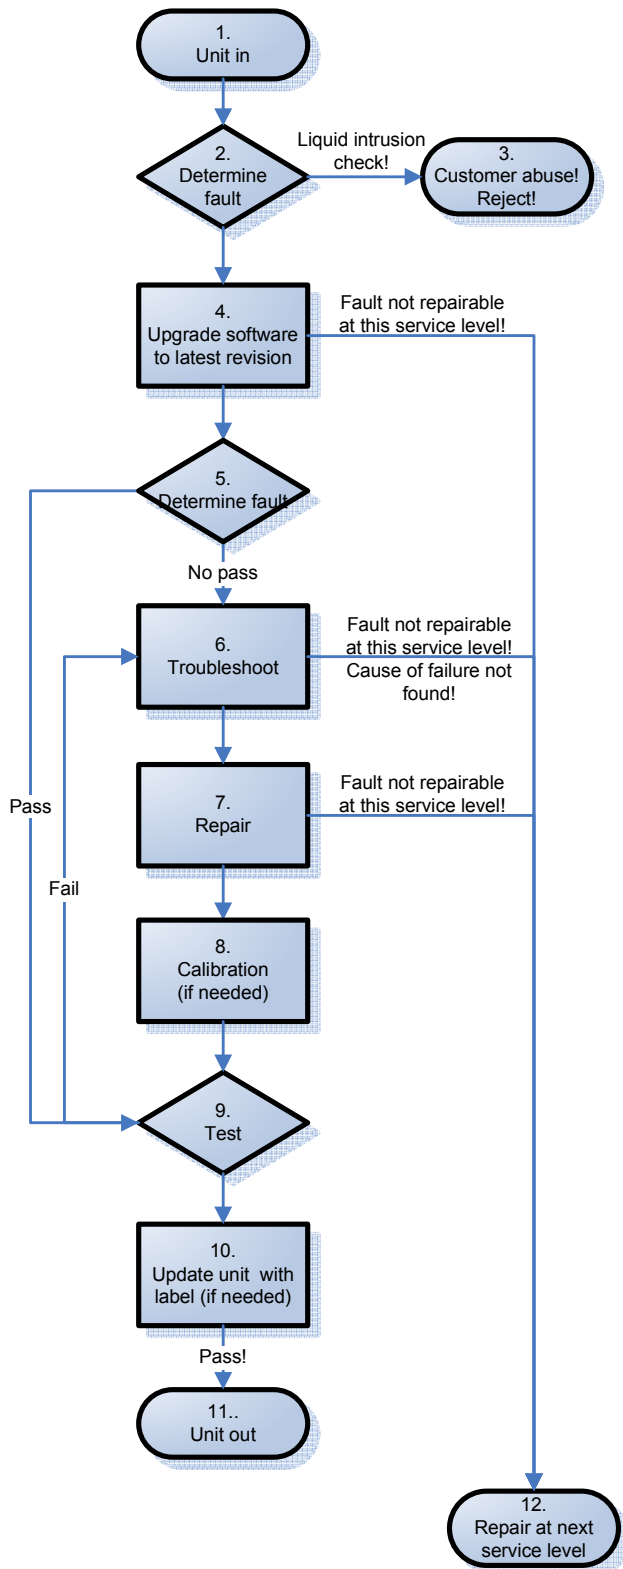 1.
Unit in
2.
Determine
fault
Liquid intrusion
check!
3.
Customer abuse!
Reject!
4.
Upgrade software
to latest revision
Fault not repairable
at this service level!
5.
Determine fault
No pass
6.
Troubleshoot
Fault not repairable
at this service level!
Cause of failure not
found!
7.
Repair
Fault not repairable
at this service level!
Pass
Fail
8.
Calibration
(if needed)
9.
Test
10.
Update unit with
label (if needed)
Pass!
11..
Unit out
12.
Repair at next
service level